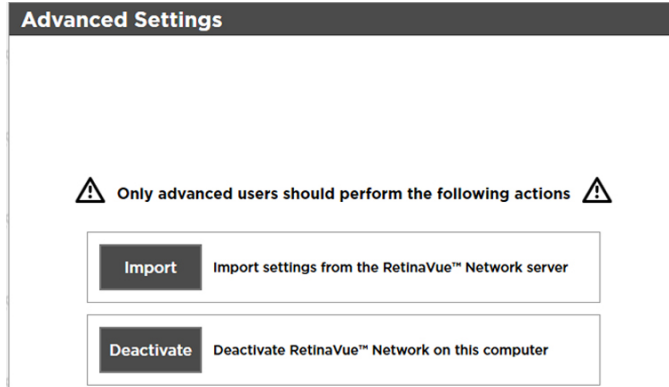 Advanced Settings
Only advanced users should perform the following actions
Import Import settings from the RetinaVue™ Network server
Deactivate Deactivate RetinaVue™ Network on this computer